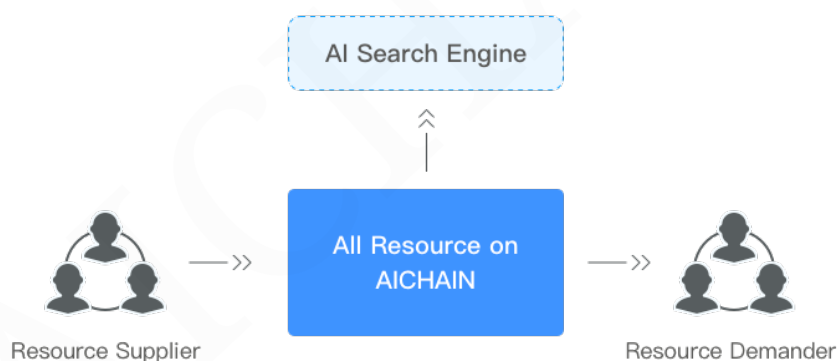 AI Search Engine
All Resource on
AICHAIN
Resource Supplier
Resource Demander